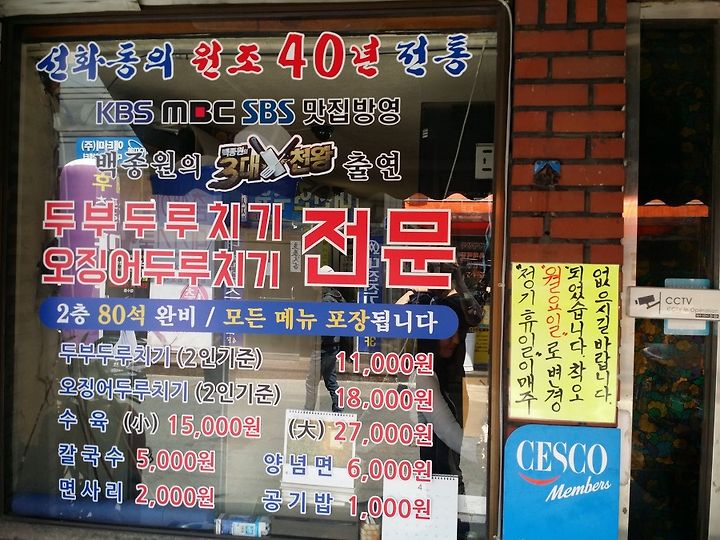 선화동의 원조 40년 전통
KBS MBC SBS 맛집방영
백종원의 백종원의 3대천왕 출연
두부두루치기
오징어두루치기
전문
2층 80석 완비 / 모든 메뉴 포장됩니다
두부두루치기 (2인기준) 11,000원
오징어두루치기 (2인기준) 18,000원
수육 (小) 15,000원 (大) 27,000원
칼국수 5,000원 양념면 6,000원
면사리 2,000원 공기밥 1,000원
"정기휴일이매주
"월요일"로변경
되었습니다. 착오
없으시길바랍니다.
CCTV
CESCO
Members